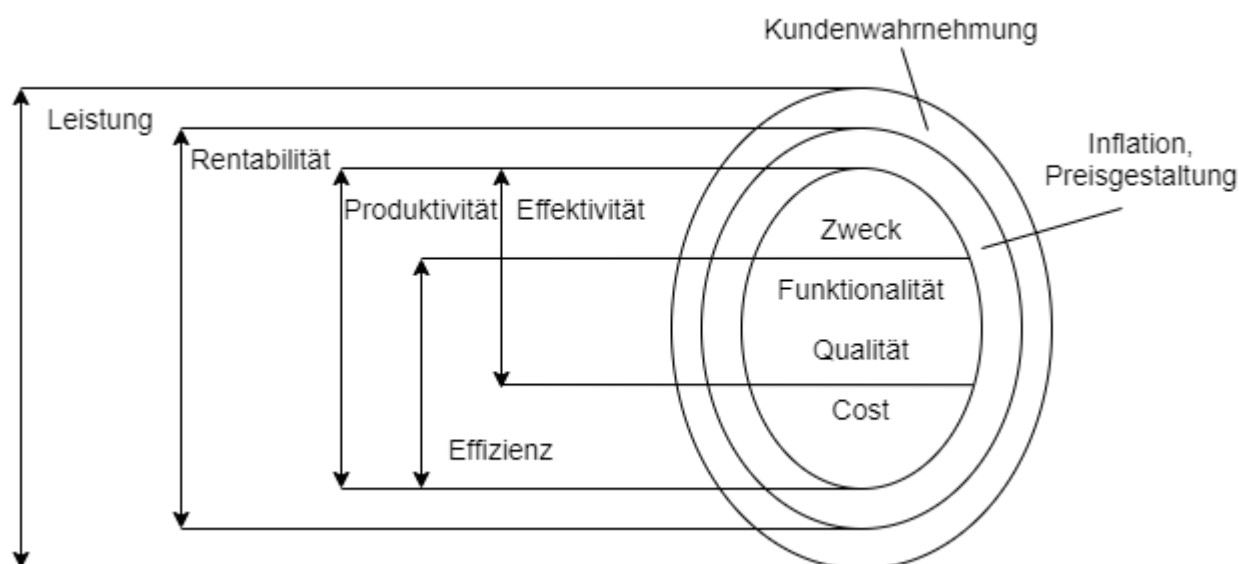 Kundenwahrnehmung
Leistung
Inflation,
Preisgestaltung
Rentabilität
Produktivität
Effektivität
Zweck
Funktionalität
Qualität
Cost
Effizienz